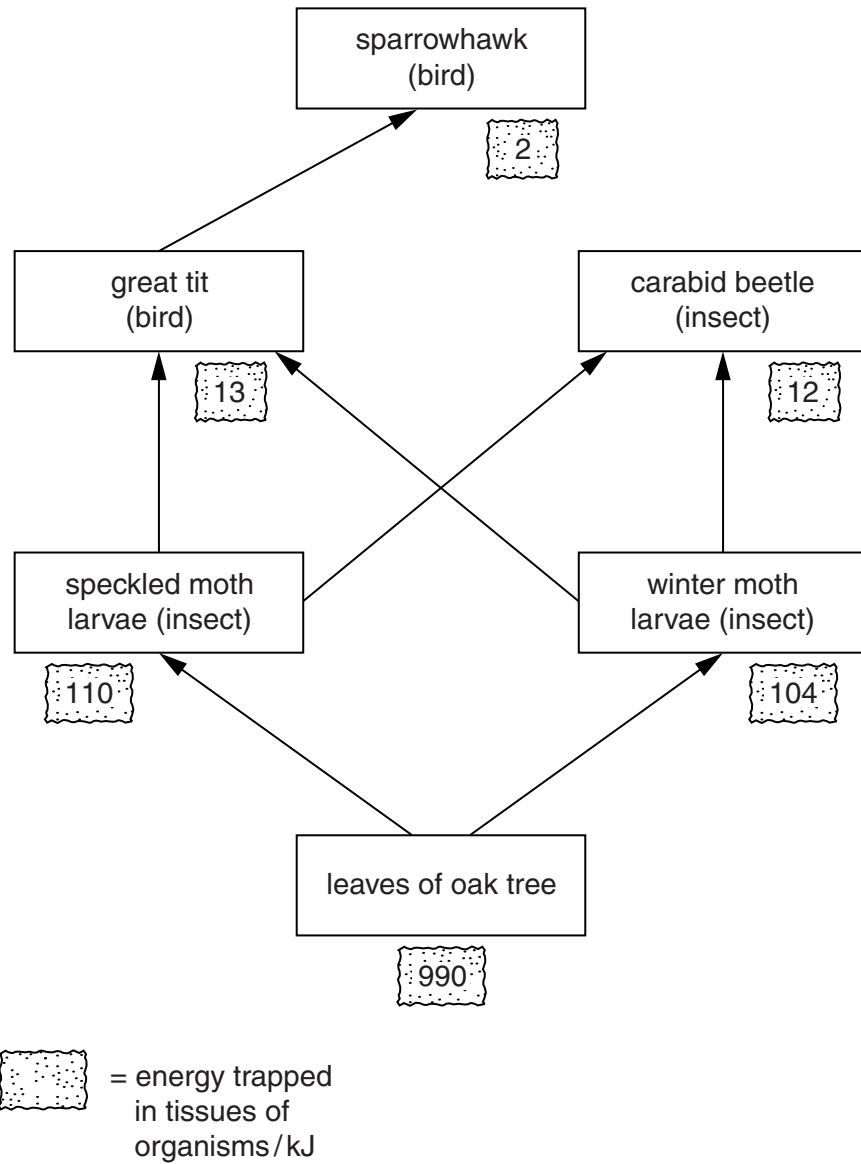 sparrowhawk
(bird)
2
great tit
(bird)
carabid beetle
(insect)
13
12
speckled moth
larvae (insect)
winter moth
larvae (insect)
110
104
leaves of oak tree
990
= energy trapped
in tissues of
organisms/kJ